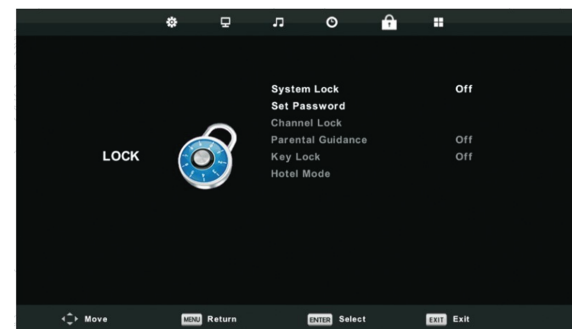 System Lock Off
Set Password
Channel Lock
Parental Guidance Off
LOCK
Key Lock Off
Hotel Mode
Move MENU Return ENTER Select EXIT Exit